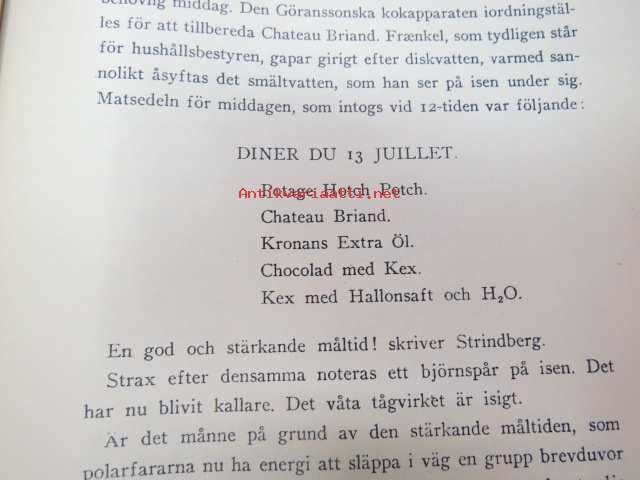 behövlig middag. Den Göranssonska kokapparaten iordningstäl-
les för att tillbereda Chateau Briand. Frænkel, som tydligen står
för hushållsbestyren, gapar girigt efter diskvatten, varmed san-
nolikt åsyftas det smältvatten, som han ser på isen under sig.
Matsedeln för middagen, som intogs vid 12-tiden var följande:
DINER DU 13 JUILLET.
Potage Hotch Potch.
Antikvariaatti.net
Chateau Briand.
Kronans Extra Öl.
Chocolad med Kex.
Kex med Hallonsaft och H₂O.
En god och stärkande måltid! skriver Strindberg.
Strax efter densamma noteras ett björnspår på isen. Det
har nu blivit kallare. Det våta tågvirket är isigt.
Är det månne på grund av den stärkande måltiden, som
polarfararna nu ha energi att släppa i väg en grupp brevduvor